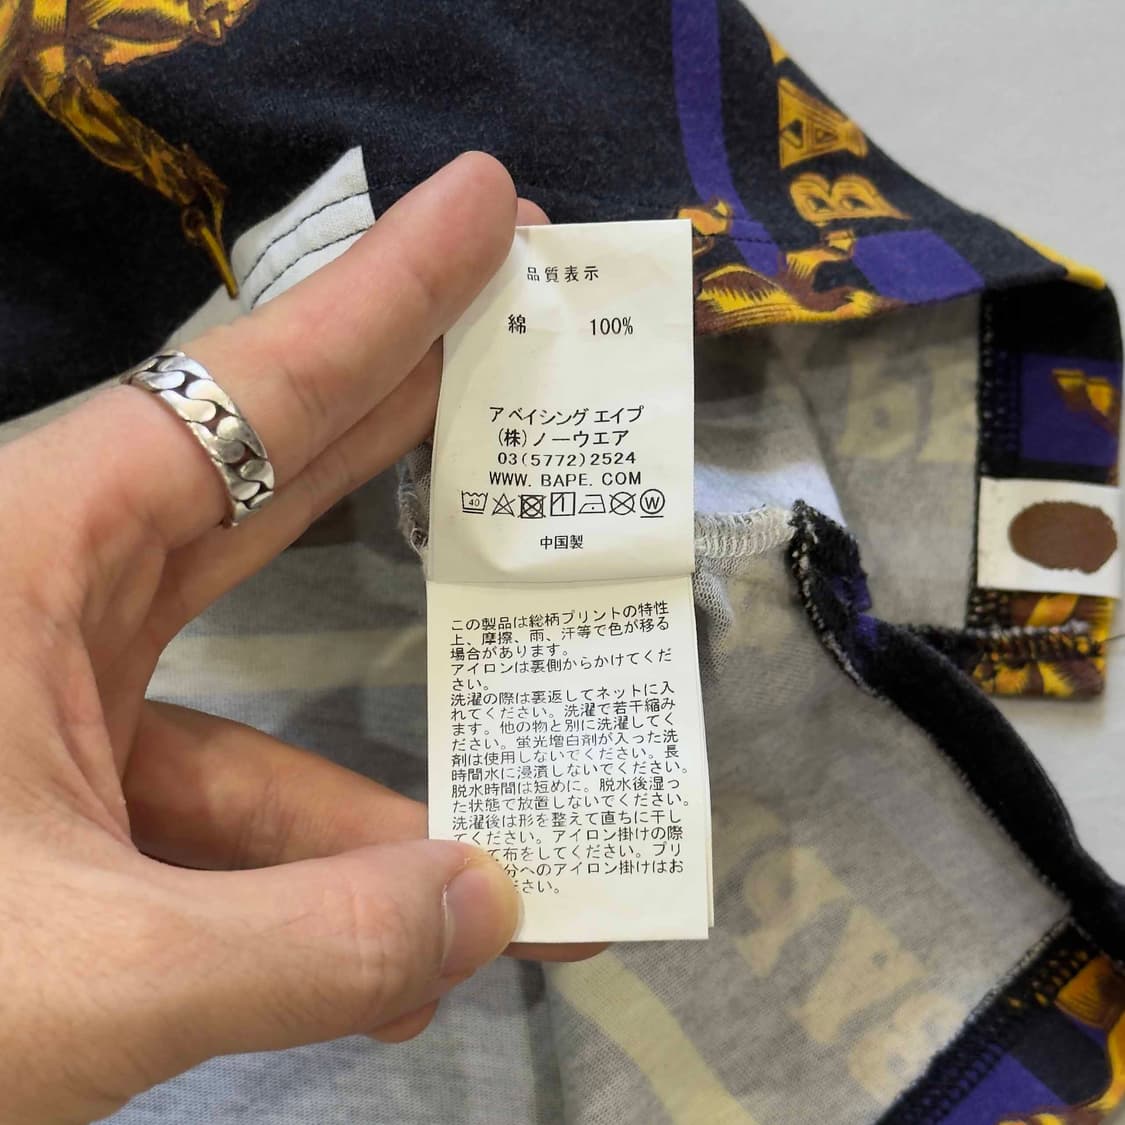 品質表示
綿 100%
アベイシングエイプ
(株)ノーウエア
03(5772)2524
WWW. BAPE. COM
40
W
中国製
この製品は総柄プリントの特性
上、摩擦、雨、汗等で色が移る
場合があります。
アイロンは裏側からかけてくだ
さい。
洗濯の際は裏返してネットに入
れてください。洗濯で若干縮み
ます。他の物と別に洗濯してく
ださい。蛍光増白剤が入った洗
剤は使用しないでください。長
時間水に浸漬しないでください。
脱水時間は短めに。脱水後湿っ
た状態で放置しないでください。
洗濯後は形を整えて直ちに干し
てください。アイロン掛けの際
て布をしてください。プリ
分へのアイロン掛けはお
ださい。
BA